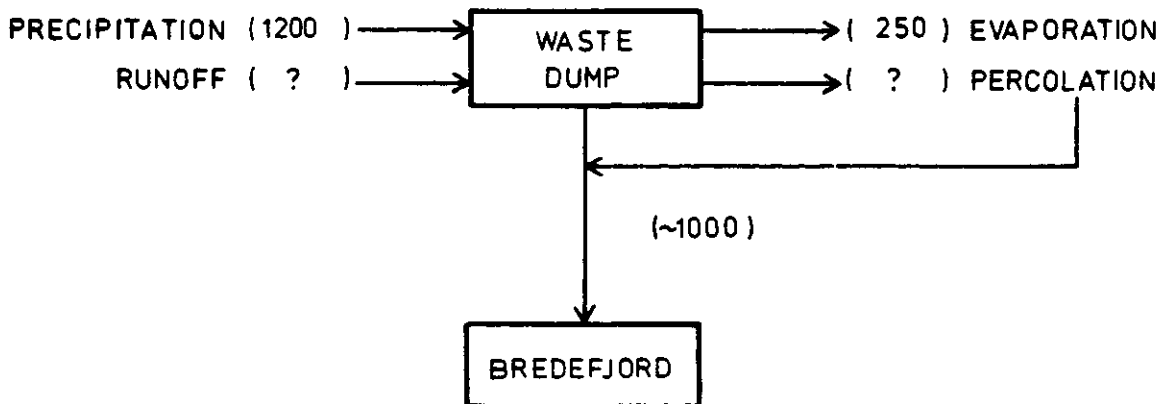 PRECIPITATION (1200 )
WASTE DUMP
( 250 ) EVAPORATION
RUNOFF ( ? )
( ? ) PERCOLATION
(~1000)
BREDEFJORD